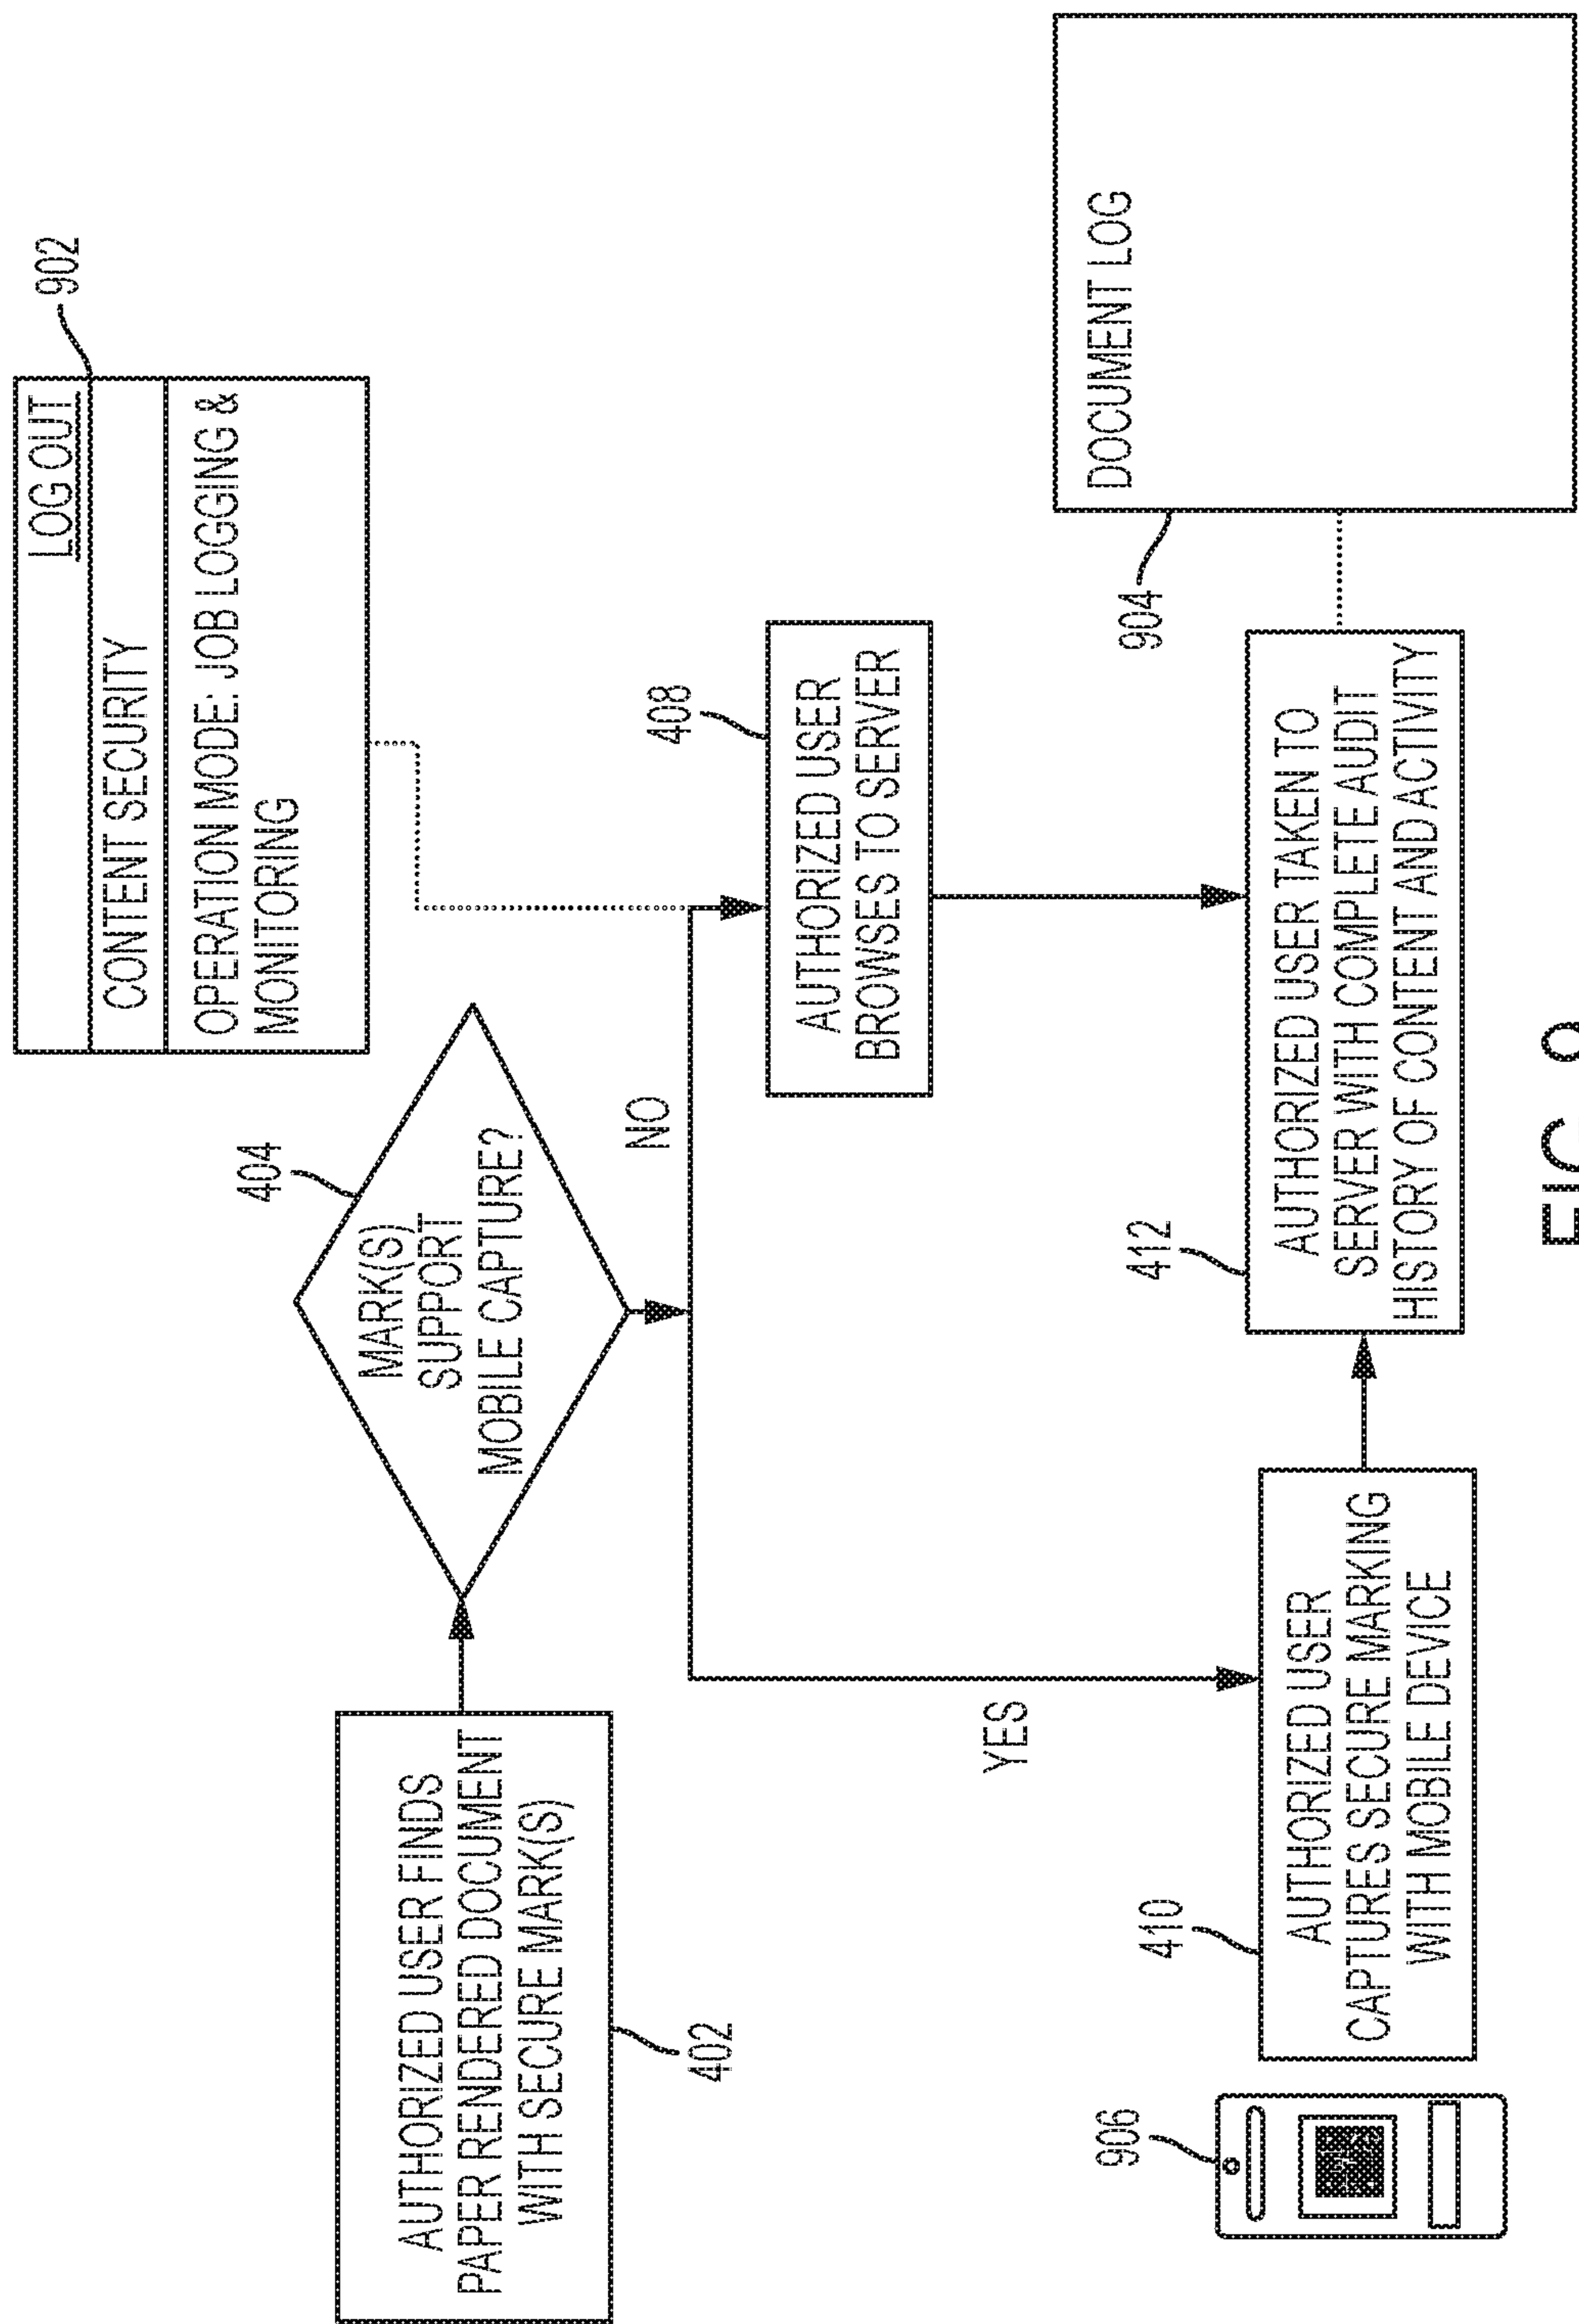 LOG OUT
CONTENT SECURITY
OPERATION MODE: JOB LOGGING &
MONITORING
902
404
MARK(S)
SUPPORT
MOBILE CAPTURE?
AUTHORIZED USER FINDS
PAPER RENDERED DOCUMENT
WITH SECURE MARK(S)
402
NO
408
AUTHORIZED USER
BROWSES TO SERVER
YES
906
410
AUTHORIZED USER
CAPTURES SECURE MARKING
WITH MOBILE DEVICE
412
AUTHORIZED USER TAKEN TO
SERVER WITH COMPLETE AUDIT
HISTORY OF CONTENT AND ACTIVITY
904
DOCUMENT LOG
FIG